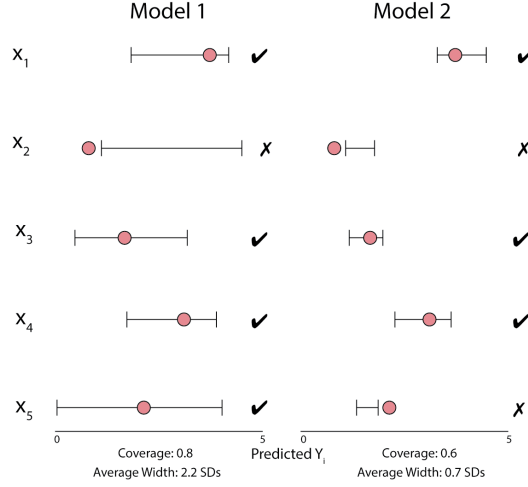 Model 1 Model 2
x1 ✔ ✔
x2 ✗ ✗
x3 ✔ ✔
x4 ✔ ✔
x5 ✔ ✗
0 5 0 5
Predicted Yi
Coverage: 0.8 Coverage: 0.6
Average Width: 2.2 SDs Average Width: 0.7 SDs